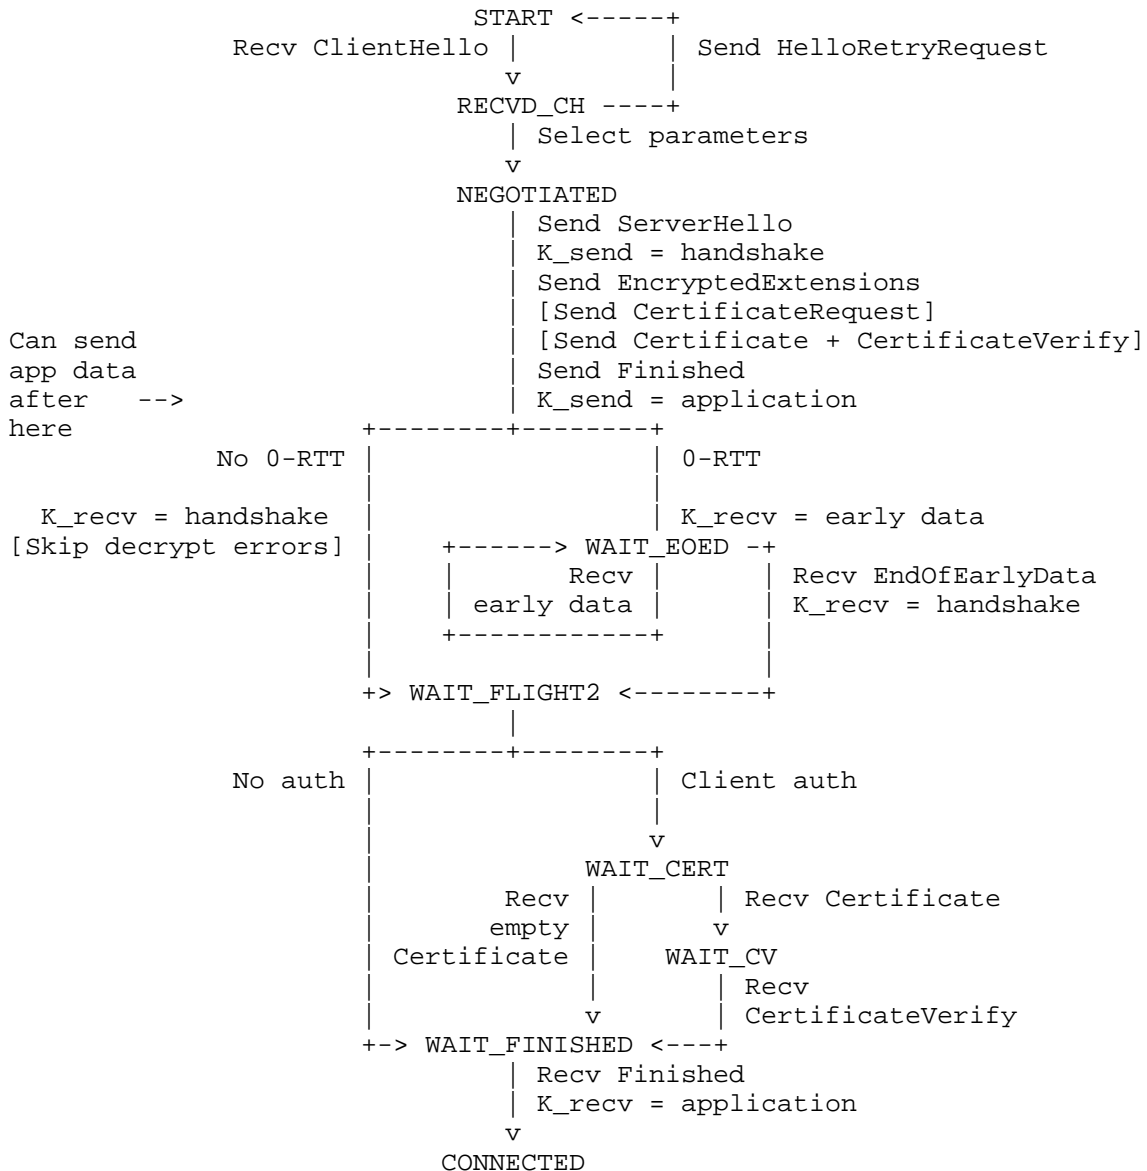 START <-----+
Recv ClientHello | | Send HelloRetryRequest
v |
RECVD_CH ----+
| Select parameters
v
NEGOTIATED
| Send ServerHello
| K_send = handshake
| Send EncryptedExtensions
| [Send CertificateRequest]
Can send | [Send Certificate + CertificateVerify]
app data | Send Finished
after --> | K_send = application
here +--------+--------+
No 0-RTT | | 0-RTT
| |
K_recv = handshake | | K_recv = early data
[Skip decrypt errors] | +------> WAIT_EOED -+
| | Recv | | Recv EndOfEarlyData
| | early data | | K_recv = handshake
| +-------------+ |
| |
+> WAIT_FLIGHT2 <--------+
|
+--------+--------+
No auth | | Client auth
| |
| v
| WAIT_CERT
| Recv | | Recv Certificate
| empty | v
| Certificate | WAIT_CV
| | | Recv
| v | CertificateVerify
+-> WAIT_FINISHED <---+
| Recv Finished
| K_recv = application
v
CONNECTED